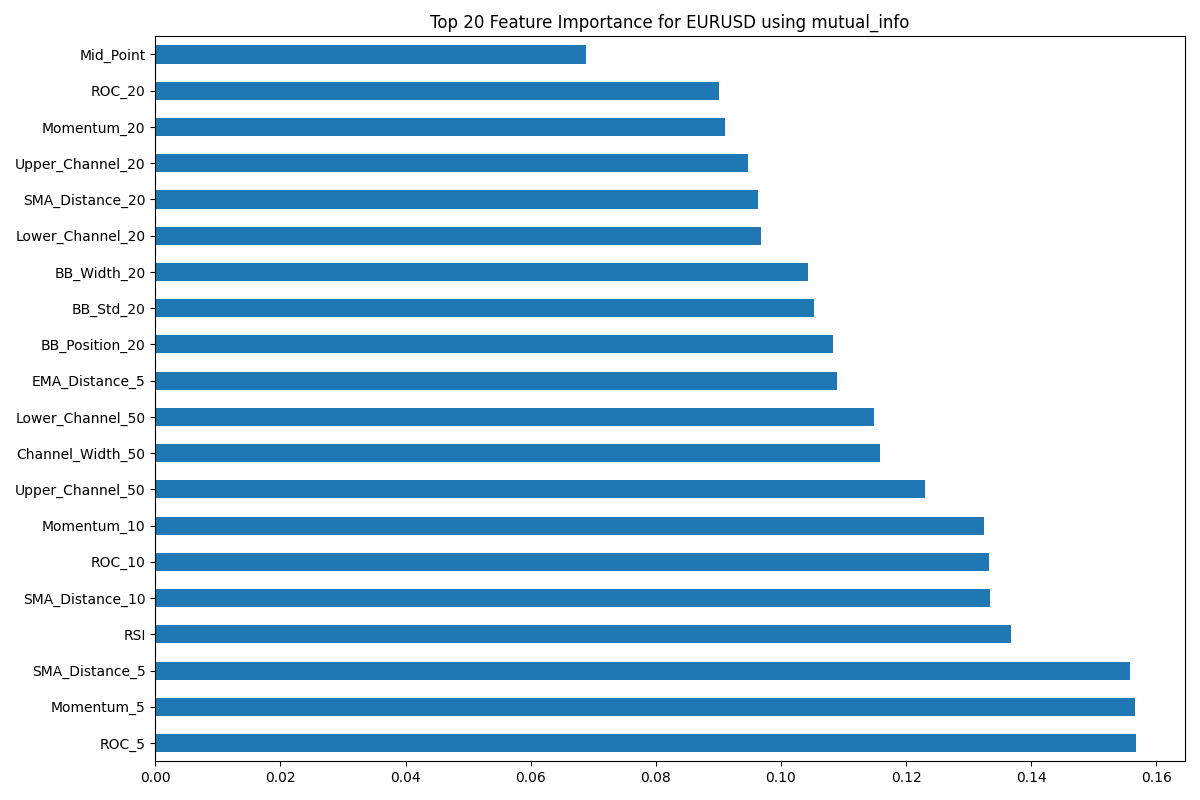 Top 20 Feature Importance for EURUSD using mutual_info
Mid_Point
ROC_20
Momentum_20
Upper_Channel_20
SMA_Distance_20
Lower_Channel_20
BB_Width_20
BB_Std_20
BB_Position_20
EMA_Distance_5
Lower_Channel_50
Channel_Width_50
Upper_Channel_50
Momentum_10
ROC_10
SMA_Distance_10
RSI
SMA_Distance_5
Momentum_5
ROC_5
0.00 0.02 0.04 0.06 0.08 0.10 0.12 0.14 0.16